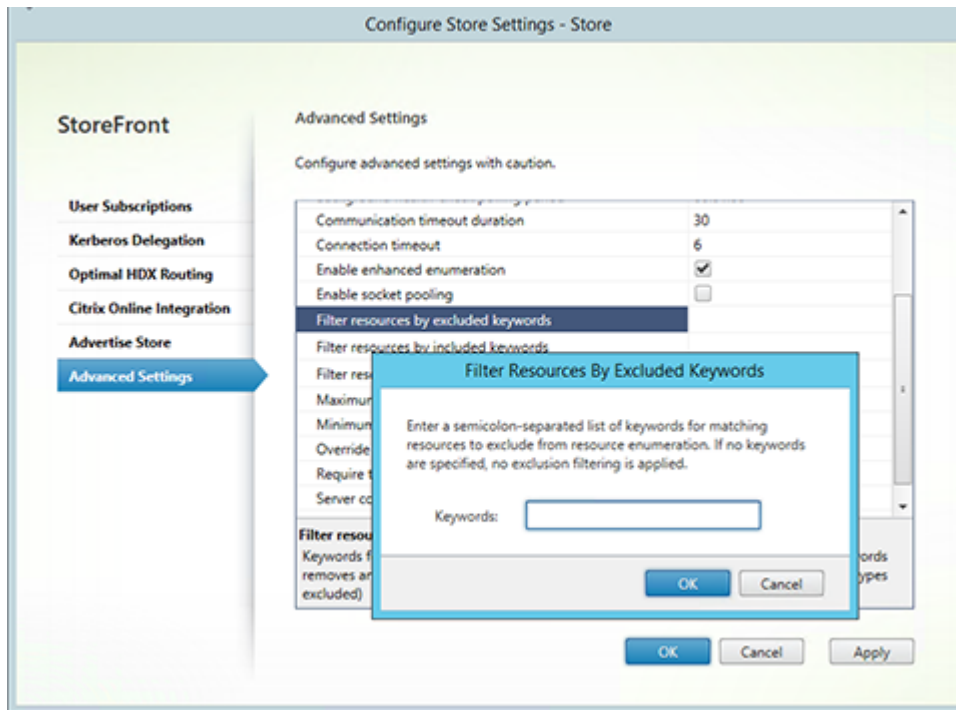 Configure Store Settings - Store
StoreFront
User Subscriptions
Kerberos Delegation
Optimal HDX Routing
Citrix Online Integration
Advertise Store
Advanced Settings
Advanced Settings
Configure advanced settings with caution.
Communication timeout duration 30
Connection timeout 6
Enable enhanced enumeration
Enable socket pooling
Filter resources by excluded keywords
Filter resources by included keywords
Filter res
Maximu
Minimun
Override
Require t
Server co
Filter resou
Keywords f ords
removes ar ypes
excluded)
Filter Resources By Excluded Keywords
Enter a semicolon-separated list of keywords for matching
resources to exclude from resource enumeration. If no keywords
are specified, no exclusion filtering is applied.
Keywords:
OK Cancel
OK Cancel Apply